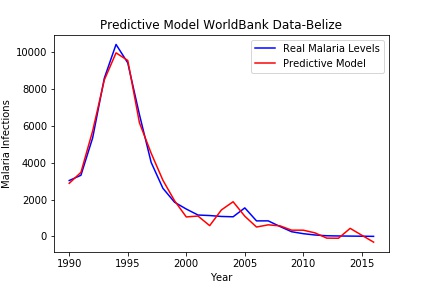 Predictive Model WorldBank Data-Belize
Real Malaria Levels
Predictive Model
10000
8000
6000
4000
2000
0
Malaria Infections
1990
1995
2000
2005
2010
2015
Year